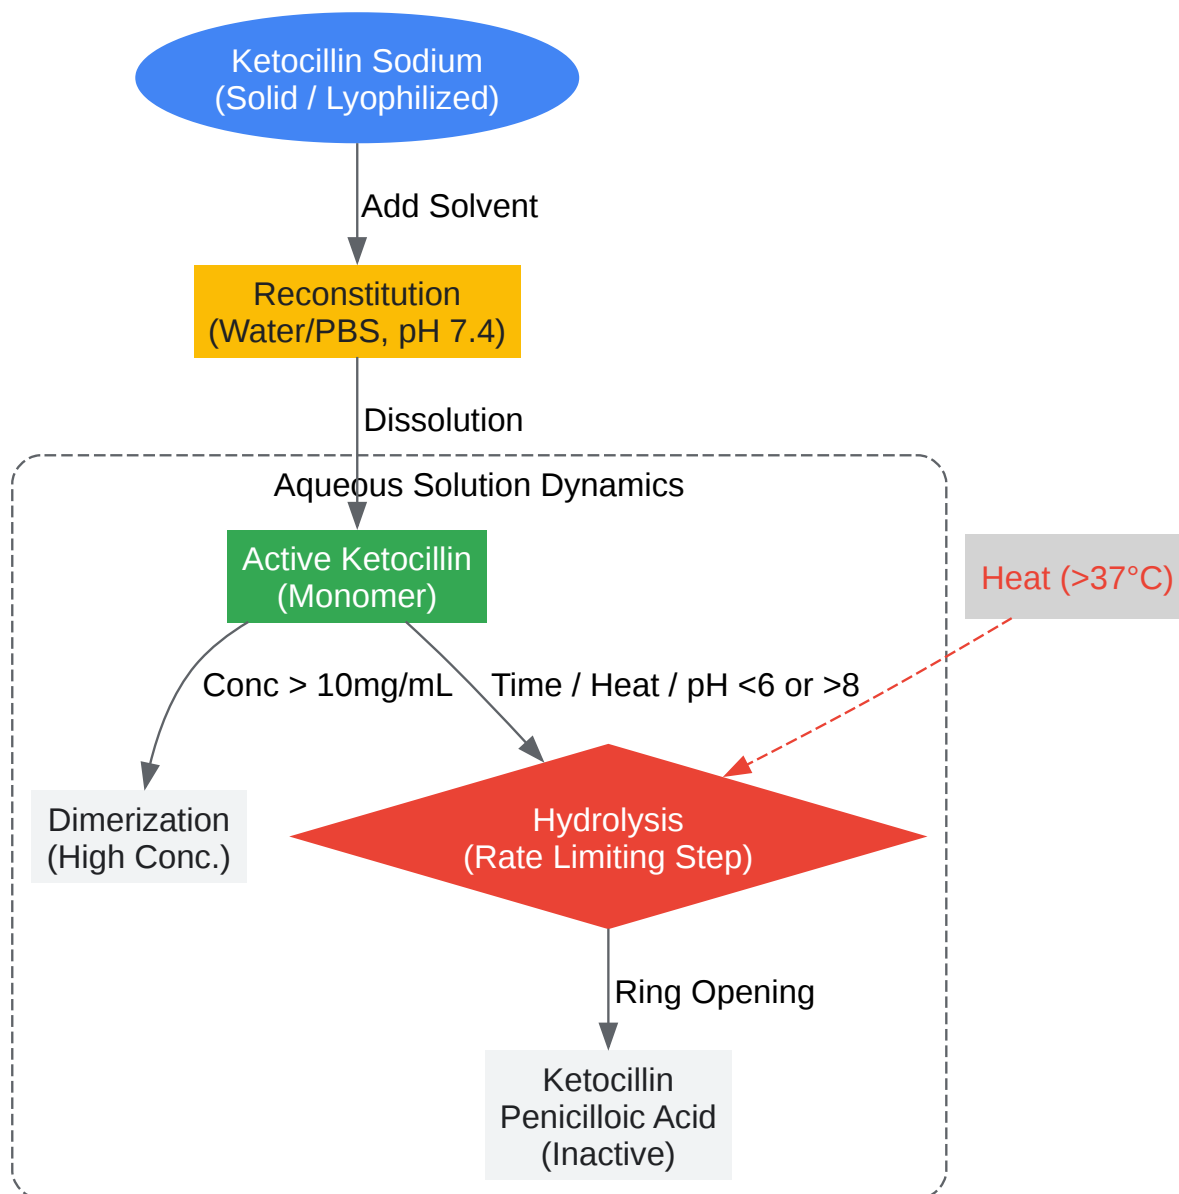 Ketocillin Sodium
(Solid / Lyophilized)
Add Solvent
Reconstitution
(Water/PBS, pH 7.4)
Dissolution
Aqueous Solution Dynamics
Active Ketocillin
(Monomer)
Heat (>37°C)
Conc > 10mg/mL
Time / Heat / pH <6 or >8
Dimerization
(High Conc.)
Hydrolysis
(Rate Limiting Step)
Ring Opening
Ketocillin
Penicilloic Acid
(Inactive)